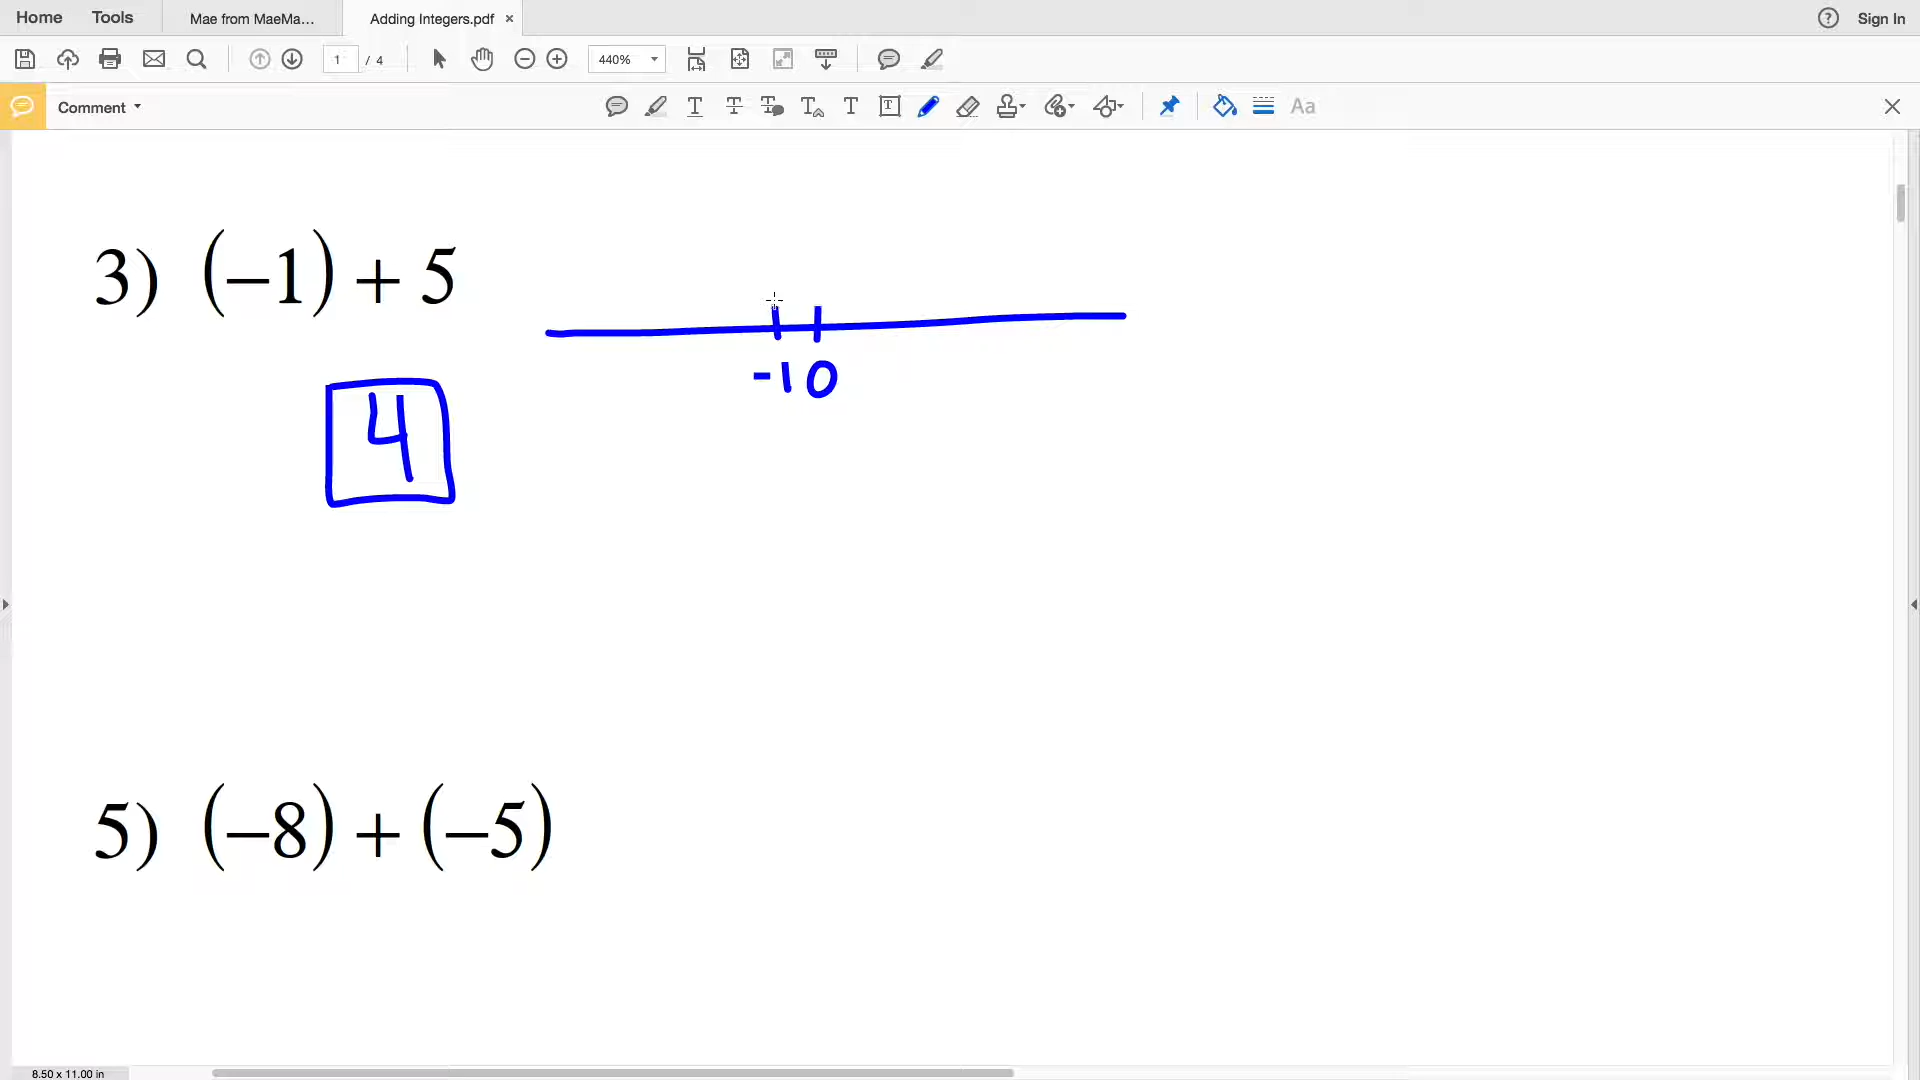 Home Tools Mae from MaeMa... Adding Integers.pdf × ? Sign In
1 / 4 440%
Comment T T T T T T Aa
3) (−1) + 5
-1 0
4
5) (−8) + (−5)
8.50 x 11.00 in